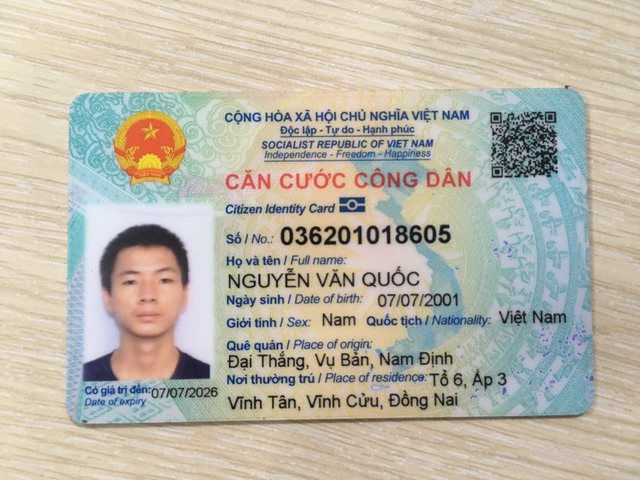 CỘNG HÒA XÃ HỘI CHỦ NGHĨA VIỆT NAM
Độc lập - Tự do - Hạnh phúc
SOCIALIST REPUBLIC OF VIET NAM
Independence - Freedom - Happiness
CĂN CƯỚC CÔNG DÂN
Citizen Identity Card
Số / No.: 036201018605
Họ và tên / Full name:
NGUYỄN VĂN QUỐC
Ngày sinh / Date of birth: 07/07/2001
Giới tính / Sex: Nam Quốc tịch / Nationality: Việt Nam
Quê quán / Place of origin:
Đại Thắng, Vụ Bản, Nam Định
Nơi thường trú / Place of residence: Tổ 6, Ấp 3
Vĩnh Tân, Vĩnh Cửu, Đồng Nai
Có giá trị đến: 07/07/2026
Date of expiry